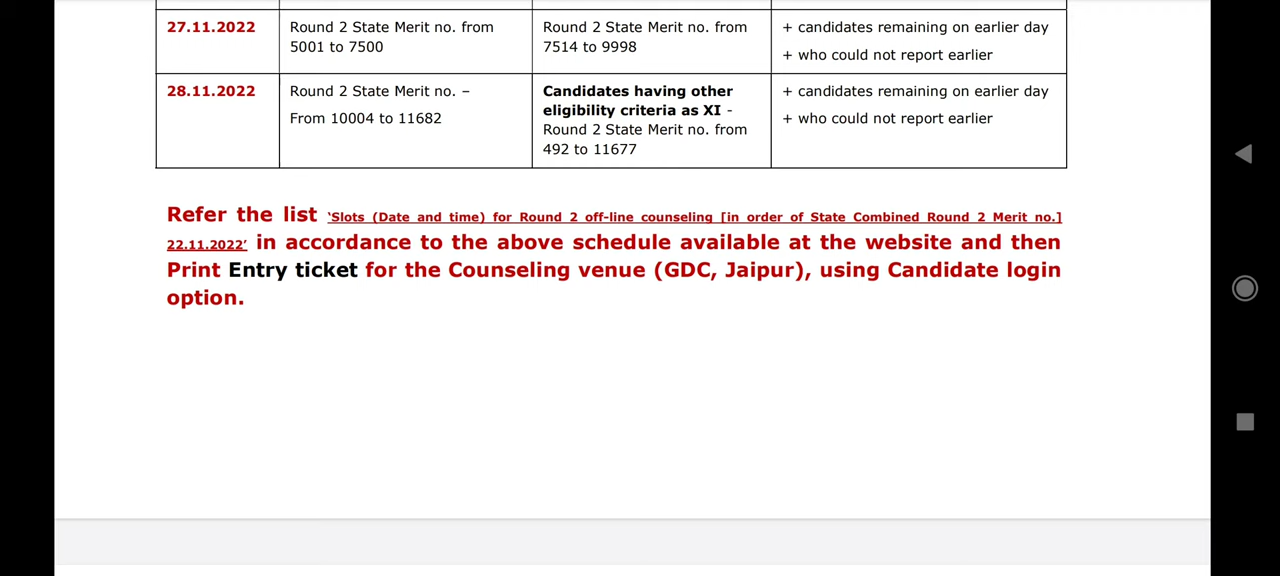 27.11.2022
Round 2 State Merit no. from
5001 to 7500
Round 2 State Merit no. from
7514 to 9998
+ candidates remaining on earlier day
+ who could not report earlier
28.11.2022
Round 2 State Merit no. –
From 10004 to 11682
Candidates having other
eligibility criteria as XI -
Round 2 State Merit no. from
492 to 11677
+ candidates remaining on earlier day
+ who could not report earlier
Refer the list 'Slots (Date and time) for Round 2 off-line counseling [in order of State Combined Round 2 Merit no.]
22.11.2022' in accordance to the above schedule available at the website and then
Print Entry ticket for the Counseling venue (GDC, Jaipur), using Candidate login
option.